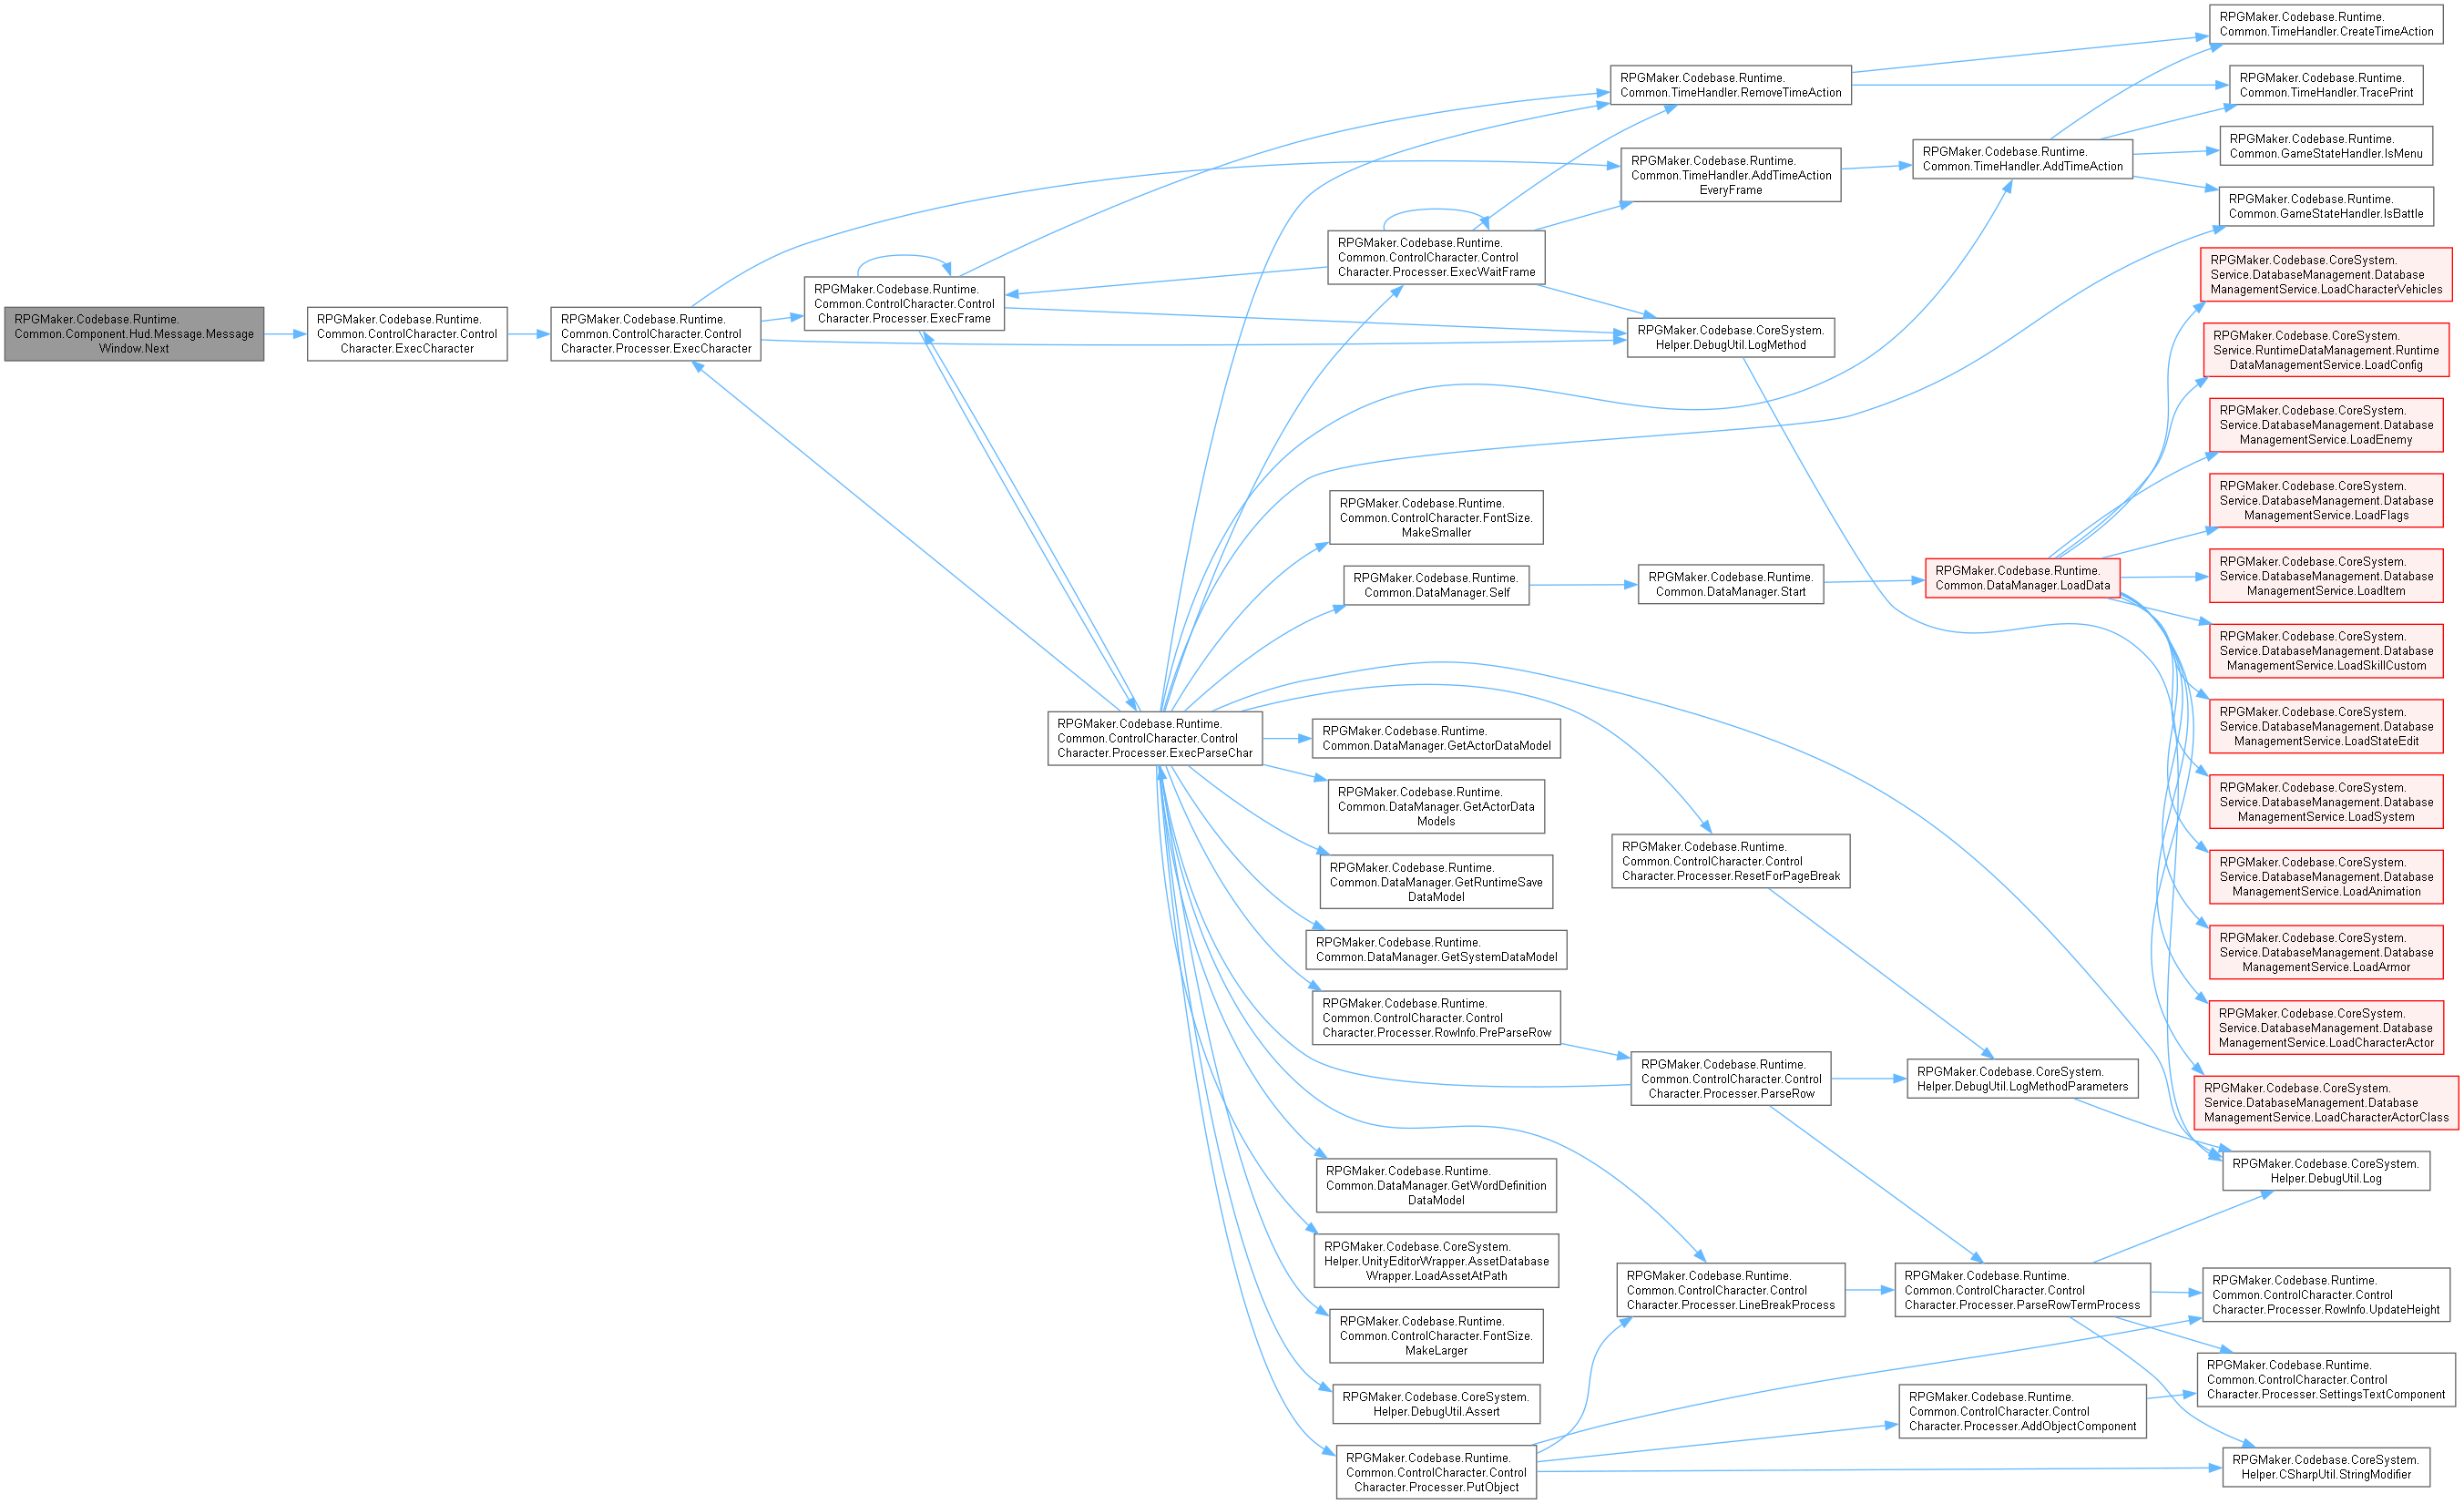 RPGMaker.Codebase.Runtime.
Common.Component.Hud.Message.Message
Window.Next
RPGMaker.Codebase.Runtime.
Common.ControlCharacter.Control
Character.ExecCharacter
RPGMaker.Codebase.Runtime.
Common.ControlCharacter.Control
Character.Processer.ExecCharacter
RPGMaker.Codebase.Runtime.
Common.ControlCharacter.Control
Character.Processer.ExecFrame
RPGMaker.Codebase.Runtime.
Common.ControlCharacter.Control
Character.Processer.ExecParseChar
RPGMaker.Codebase.Runtime.
Common.ControlCharacter.Control
Character.Processer.ExecWaitFrame
RPGMaker.Codebase.Runtime.
Common.ControlCharacter.FontSize.
MakeSmaller
RPGMaker.Codebase.Runtime.
Common.DataManager.Self
RPGMaker.Codebase.Runtime.
Common.DataManager.GetActorDataModel
RPGMaker.Codebase.Runtime.
Common.DataManager.GetActorData
Models
RPGMaker.Codebase.Runtime.
Common.DataManager.GetRuntimeSave
DataModel
RPGMaker.Codebase.Runtime.
Common.DataManager.GetSystemDataModel
RPGMaker.Codebase.Runtime.
Common.ControlCharacter.Control
Character.Processer.RowInfo.PreParseRow
RPGMaker.Codebase.Runtime.
Common.DataManager.GetWordDefinition
DataModel
RPGMaker.Codebase.CoreSystem.
Helper.UnityEditorWrapper.AssetDatabase
Wrapper.LoadAssetAtPath
RPGMaker.Codebase.Runtime.
Common.ControlCharacter.FontSize.
MakeLarger
RPGMaker.Codebase.CoreSystem.
Helper.DebugUtil.Assert
RPGMaker.Codebase.Runtime.
Common.ControlCharacter.Control
Character.Processer.PutObject
RPGMaker.Codebase.Runtime.
Common.TimeHandler.RemoveTimeAction
RPGMaker.Codebase.Runtime.
Common.TimeHandler.AddTimeAction
EveryFrame
RPGMaker.Codebase.CoreSystem.
Helper.DebugUtil.LogMethod
RPGMaker.Codebase.Runtime.
Common.DataManager.Start
RPGMaker.Codebase.Runtime.
Common.ControlCharacter.Control
Character.Processer.ResetForPageBreak
RPGMaker.Codebase.Runtime.
Common.ControlCharacter.Control
Character.Processer.ParseRow
RPGMaker.Codebase.Runtime.
Common.ControlCharacter.Control
Character.Processer.LineBreakProcess
RPGMaker.Codebase.Runtime.
Common.TimeHandler.AddTimeAction
RPGMaker.Codebase.Runtime.
Common.DataManager.LoadData
RPGMaker.Codebase.CoreSystem.
Helper.DebugUtil.LogMethodParameters
RPGMaker.Codebase.Runtime.
Common.ControlCharacter.Control
Character.Processer.ParseRowTermProcess
RPGMaker.Codebase.Runtime.
Common.ControlCharacter.Control
Character.Processer.AddObjectComponent
RPGMaker.Codebase.Runtime.
Common.TimeHandler.CreateTimeAction
RPGMaker.Codebase.Runtime.
Common.TimeHandler.TracePrint
RPGMaker.Codebase.Runtime.
Common.GameStateHandler.IsMenu
RPGMaker.Codebase.Runtime.
Common.GameStateHandler.IsBattle
RPGMaker.Codebase.CoreSystem.
Service.DatabaseManagement.Database
ManagementService.LoadCharacterVehicles
RPGMaker.Codebase.CoreSystem.
Service.RuntimeDataManagement.Runtime
DataManagementService.LoadConfig
RPGMaker.Codebase.CoreSystem.
Service.DatabaseManagement.Database
ManagementService.LoadEnemy
RPGMaker.Codebase.CoreSystem.
Service.DatabaseManagement.Database
ManagementService.LoadFlags
RPGMaker.Codebase.CoreSystem.
Service.DatabaseManagement.Database
ManagementService.LoadItem
RPGMaker.Codebase.CoreSystem.
Service.DatabaseManagement.Database
ManagementService.LoadSkillCustom
RPGMaker.Codebase.CoreSystem.
Service.DatabaseManagement.Database
ManagementService.LoadStateEdit
RPGMaker.Codebase.CoreSystem.
Service.DatabaseManagement.Database
ManagementService.LoadSystem
RPGMaker.Codebase.CoreSystem.
Service.DatabaseManagement.Database
ManagementService.LoadAnimation
RPGMaker.Codebase.CoreSystem.
Service.DatabaseManagement.Database
ManagementService.LoadArmor
RPGMaker.Codebase.CoreSystem.
Service.DatabaseManagement.Database
ManagementService.LoadCharacterActor
RPGMaker.Codebase.CoreSystem.
Service.DatabaseManagement.Database
ManagementService.LoadCharacterActorClass
RPGMaker.Codebase.CoreSystem.
Helper.DebugUtil.Log
RPGMaker.Codebase.Runtime.
Common.ControlCharacter.Control
Character.Processer.RowInfo.UpdateHeight
RPGMaker.Codebase.Runtime.
Common.ControlCharacter.Control
Character.Processer.SettingsTextComponent
RPGMaker.Codebase.CoreSystem.
Helper.CSharpUtil.StringModifier